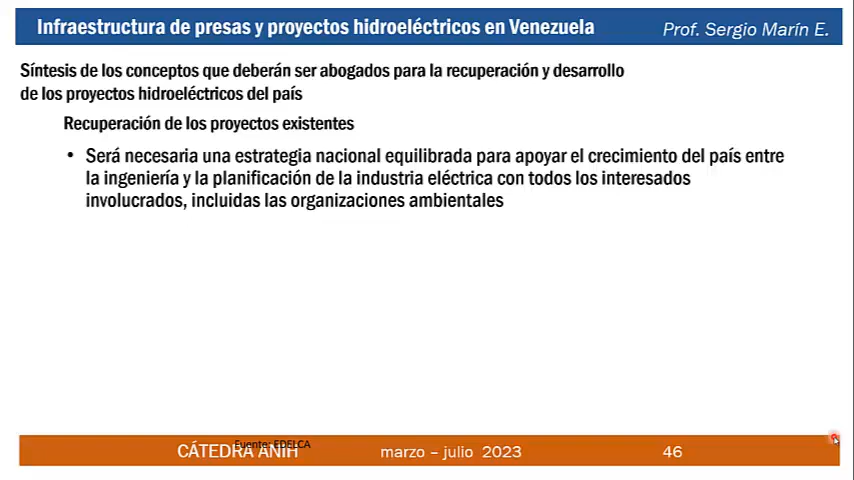 Infraestructura de presas y proyectos hidroeléctricos en Venezuela
Prof. Sergio Marín E.
Síntesis de los conceptos que deberán ser abogados para la recuperación y desarrollo
de los proyectos hidroeléctricos del país
Recuperación de los proyectos existentes
• Será necesaria una estrategia nacional equilibrada para apoyar el crecimiento del país entre
la ingeniería y la planificación de la industria eléctrica con todos los interesados
involucrados, incluidas las organizaciones ambientales
Fuente: EDELCA
CÁTEDRA ANIH
marzo – julio 2023
46